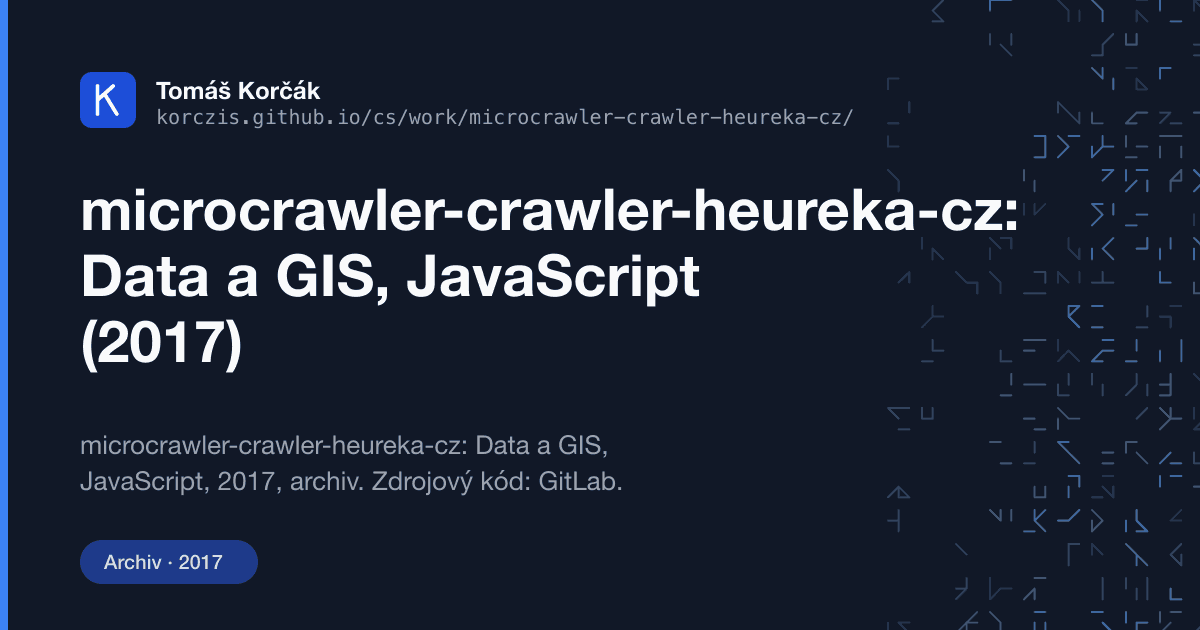 K
Tomáš Korčák
korczis.github.io/cs/work/microcrawler-crawler-heureka-cz/
microcrawler-crawler-heureka-cz:
Data a GIS, JavaScript
(2017)
microcrawler-crawler-heureka-cz: Data a GIS,
JavaScript, 2017, archiv. Zdrojový kód: GitLab.
Archiv · 2017